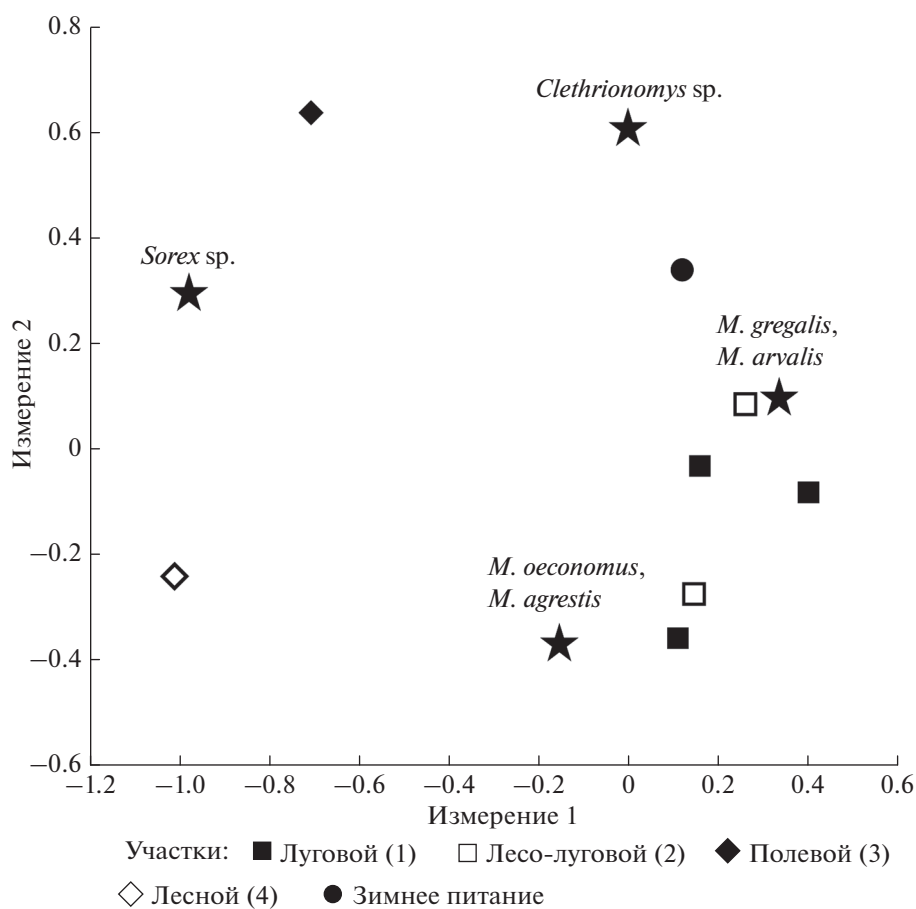 0.8
Clethrionomys sp.
0.6
Sorex sp.
0.4
M. gregalis,
M. arvalis
0.2
Измерение 2
0
−0.2
M. oeconomus,
M. agrestis
−0.4
−0.6
−1.2 −1.0 −0.8 −0.6 −0.4 −0.2 0 0.2 0.4 0.6
Измерение 1
Участки: Луговой (1) Лесо-луговой (2) Полевой (3)
Лесной (4) Зимнее питание